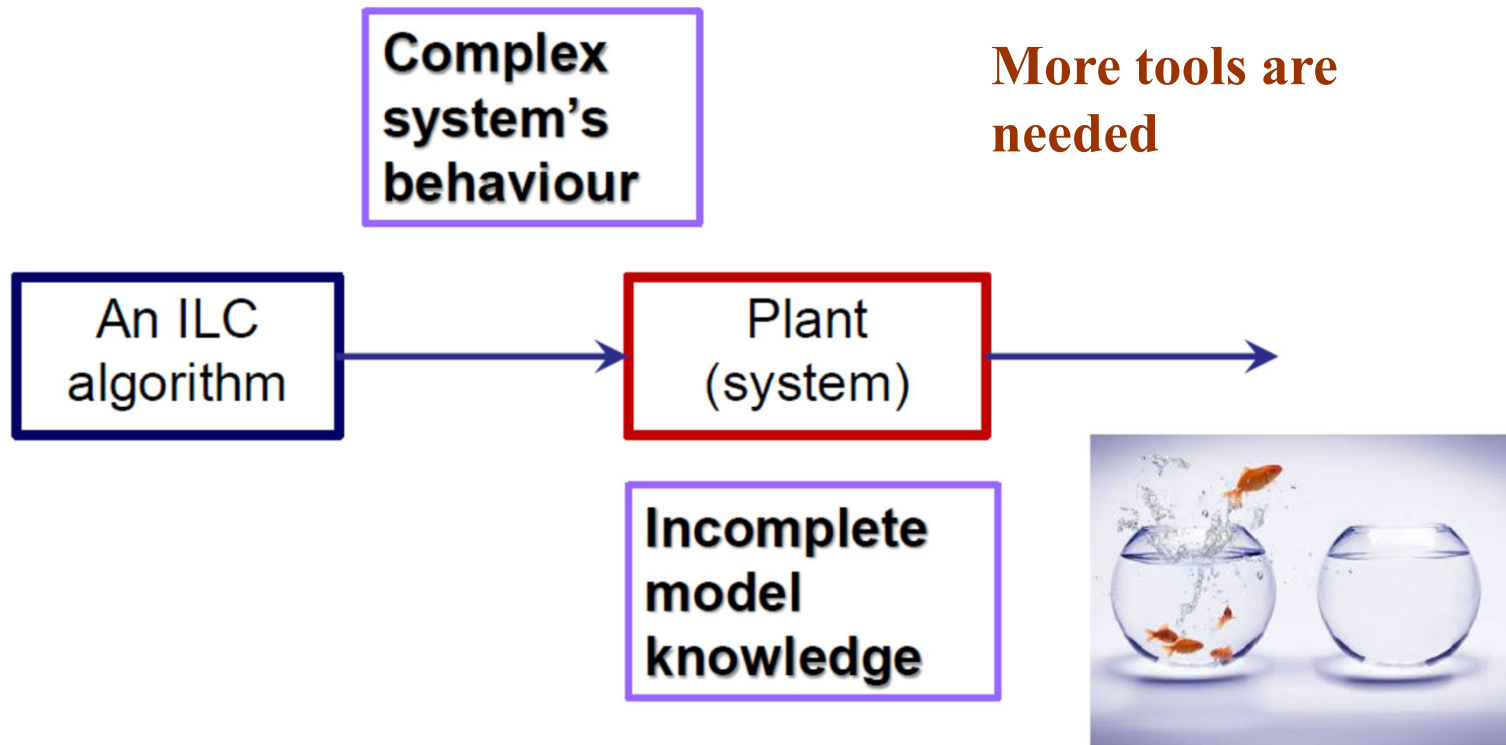 Complex
system’s
behaviour
More tools are
needed
An ILC
algorithm
Plant
(system)
Incomplete
model
knowledge